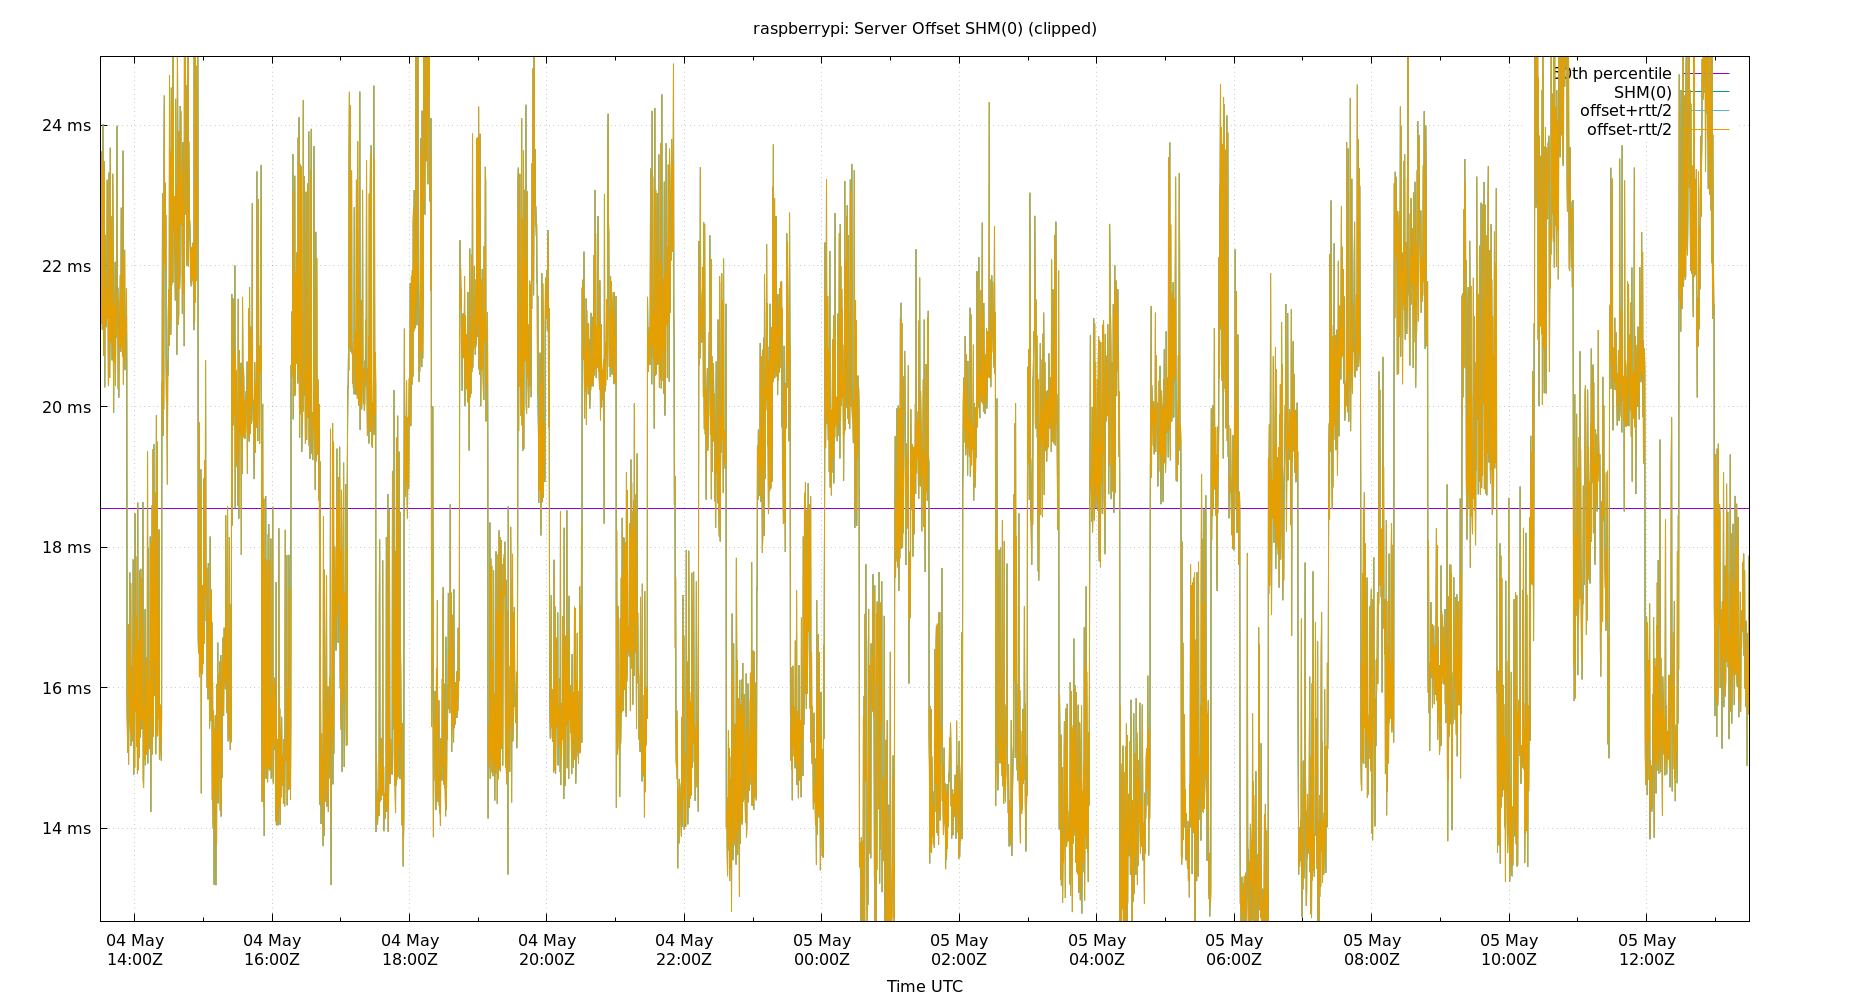 raspberrypi: Server Offset SHM(0) (clipped)
th percentile
SHM(0)
offset+rtt/2
offset-rtt/2
24 ms
22 ms
20 ms
18 ms
16 ms
14 ms
04 May 04 May 04 May 04 May 04 May 05 May 05 May 05 May 05 May 05 May 05 May 05 May
14:00Z 16:00Z 18:00Z 20:00Z 22:00Z 00:00Z 02:00Z 04:00Z 06:00Z 08:00Z 10:00Z 12:00Z
Time UTC